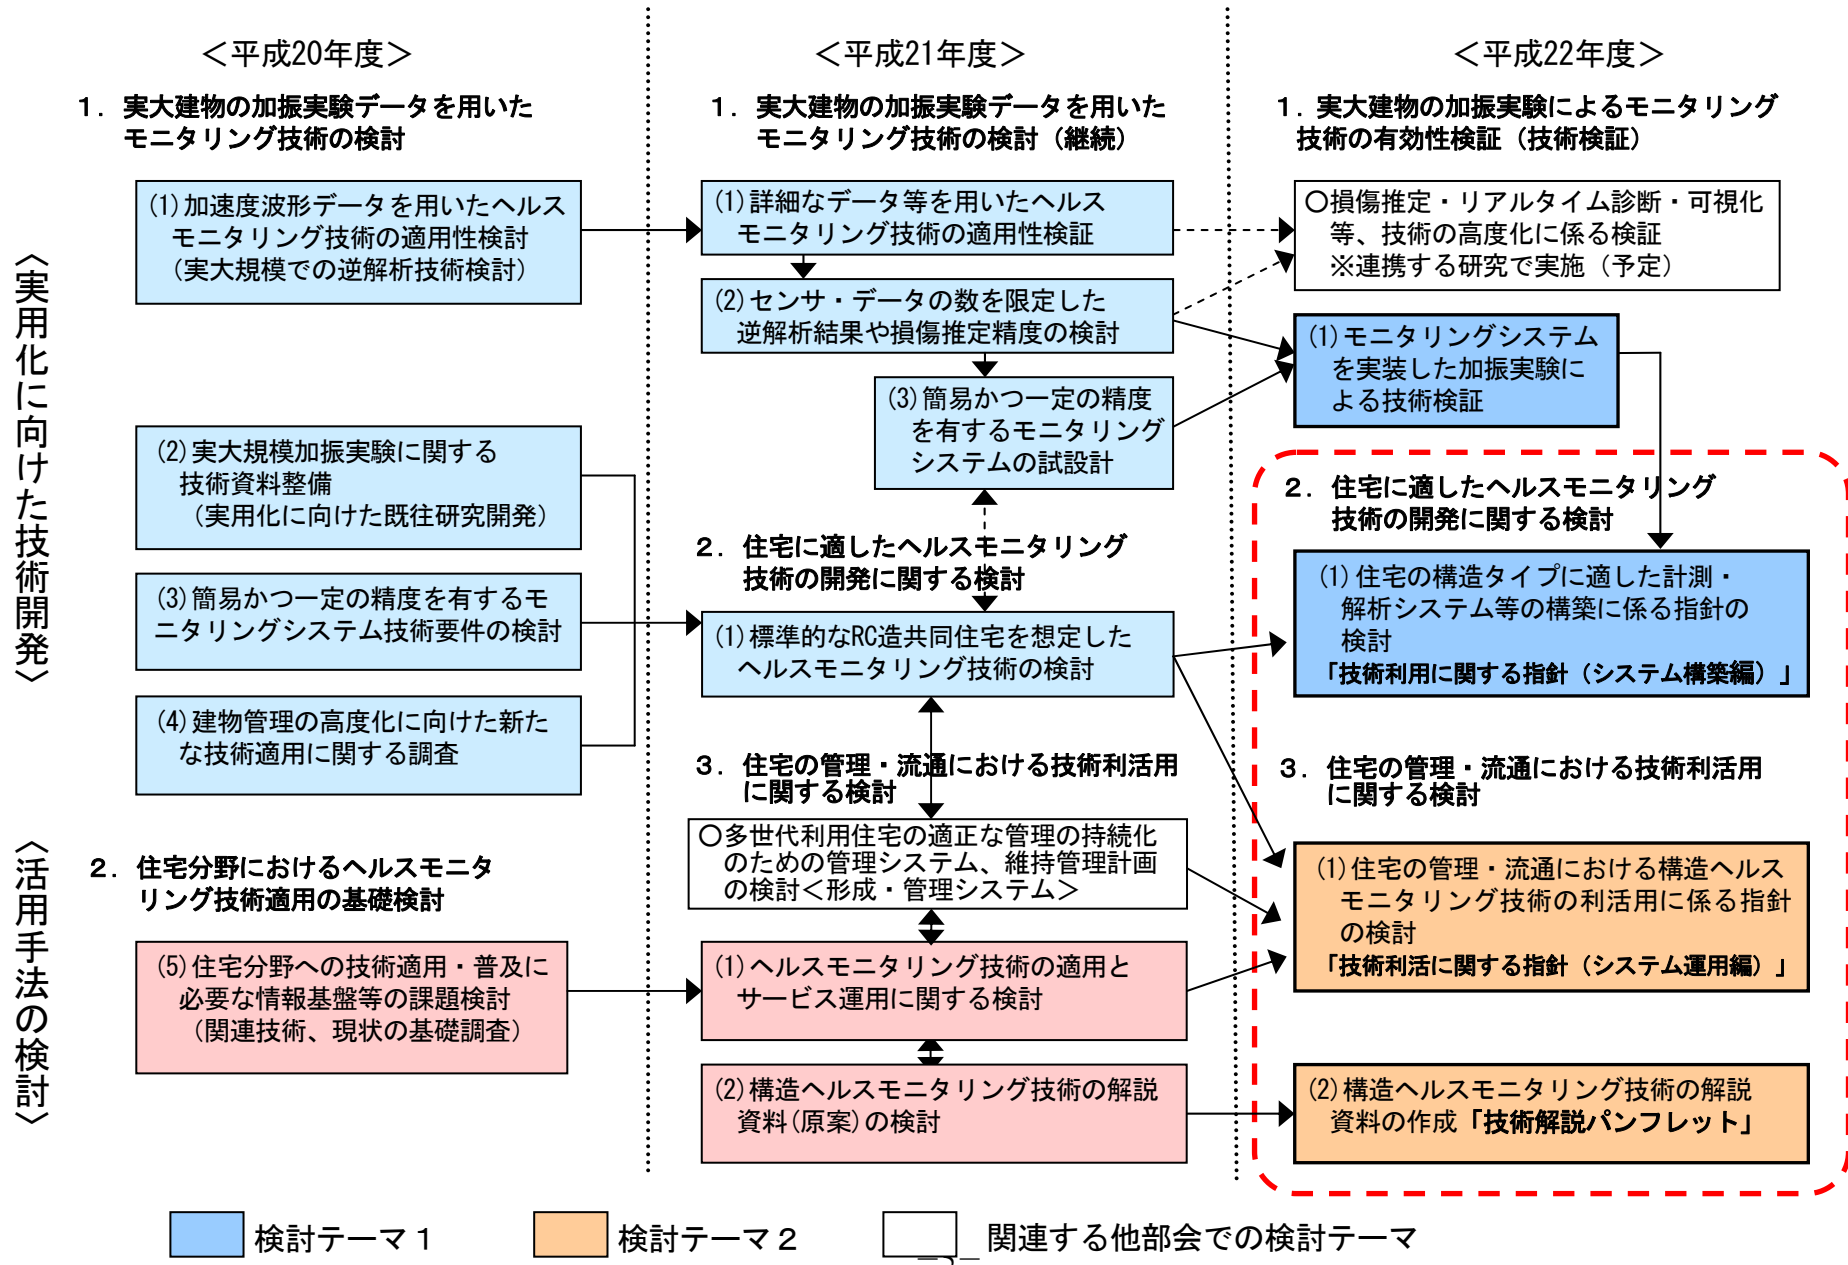 ＜平成20年度＞
1. 実大建物の加振実験データを用いた
モニタリング技術の検討
(1)加速度波形データを用いたヘルス
モニタリング技術の適用性検討
(実大規模での逆解析技術検討)
(2)実大規模加振実験に関する
技術資料整備
(実用化に向けた既往研究開発)
(3)簡易かつ一定の精度を有するモ
ニタリングシステム技術要件の検討
(4)建物管理の高度化に向けた新た
な技術適用に関する調査
2. 住宅分野におけるヘルスモニタ
リング技術適用の基礎検討
(5)住宅分野への技術適用・普及に
必要な情報基盤等の課題検討
(関連技術、現状の基礎調査)
＜平成21年度＞
1. 実大建物の加振実験データを用いた
モニタリング技術の検討（継続）
(1)詳細なデータ等を用いたヘルス
モニタリング技術の適用性検証
(2)センサ・データの数を限定した
逆解析結果や損傷推定精度の検討
(3)簡易かつ一定の精度
を有するモニタリング
システムの試設計
2. 住宅に適したヘルスモニタリング
技術の開発に関する検討
(1)標準的なRC造共同住宅を想定した
ヘルスモニタリング技術の検討
3. 住宅の管理・流通における技術利活用
に関する検討
○多世代利用住宅の適正な管理の持続化
のための管理システム、維持管理計画
の検討＜形成・管理システム＞
(1)ヘルスモニタリング技術の適用と
サービス運用に関する検討
(2)構造ヘルスモニタリング技術の解説
資料(原案)の検討
＜平成22年度＞
1. 実大建物の加振実験によるモニタリング
技術の有効性検証（技術検証）
○損傷推定・リアルタイム診断・可視化
等、技術の高度化に係る検証
※連携する研究で実施（予定）
(1)モニタリングシステム
を実装した加振実験に
よる技術検証
2. 住宅に適したヘルスモニタリング
技術の開発に関する検討
(1)住宅の構造タイプに適した計測・
解析システム等の構築に係る指針の
検討
「技術利用に関する指針（システム構築編）」
3. 住宅の管理・流通における技術利活用
に関する検討
(1)住宅の管理・流通における構造ヘルス
モニタリング技術の利活用に係る指針
の検討
「技術利活に関する指針（システム運用編）」
(2)構造ヘルスモニタリング技術の解説
資料の作成「技術解説パンフレット」
〈実用化に向けた技術開発〉
〈活用手法の検討〉
検討テーマ１
検討テーマ２
関連する他部会での検討テーマ